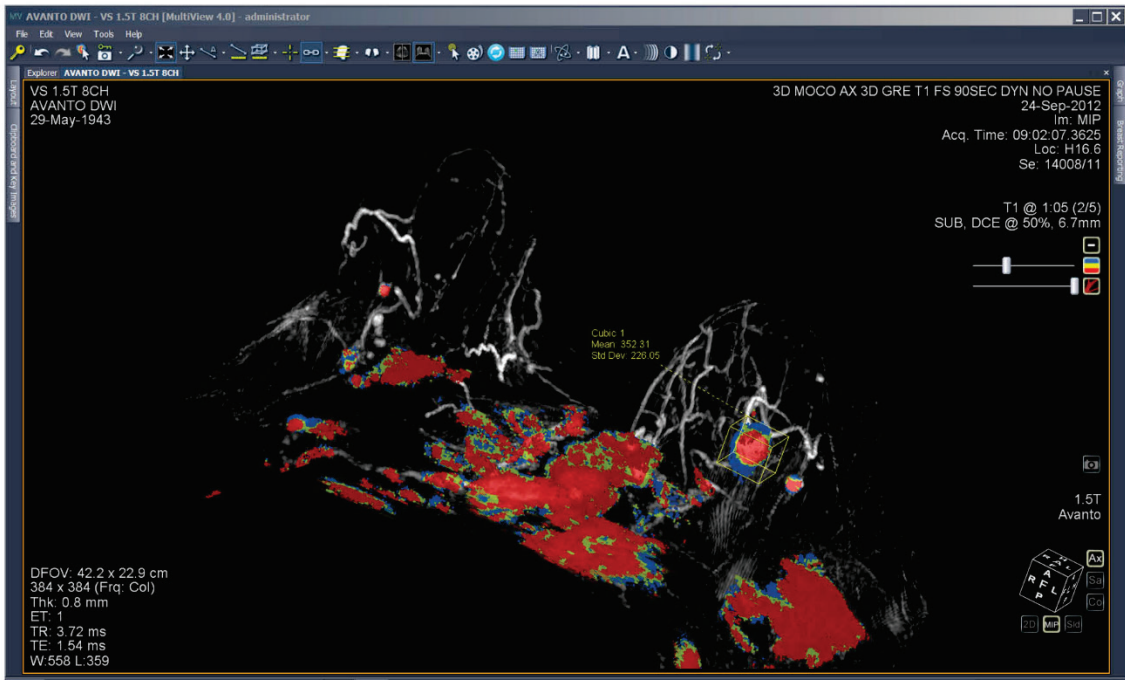 AVANTO DWI - VS 1.5T 8CH [MultiView 4.0] - administrator
File Edit View Tools Help
Explorer AVANTO DWI - VS 1.5T 8CH
Layout
Clipboard and Key Images
Graph
Breast Reporting
VS 1.5T 8CH
AVANTO DWI
29-May-1943
3D MOCO AX 3D GRE T1 FS 90SEC DYN NO PAUSE
24-Sep-2012
Im: MIP
Acq. Time: 09:02:07.3625
Loc: H16.6
Se: 14008/11
T1 @ 1:05 (2/5)
SUB, DCE @ 50%, 6.7mm
Cubic 1
Mean: 352.31
Std Dev: 226.05
1.5T
Avanto
DFOV: 42.2 x 22.9 cm
384 x 384 (Frq: Col)
Thk: 0.8 mm
ET: 1
TR: 3.72 ms
TE: 1.54 ms
W:558 L:359
Ax
Sa
Co
2D MIP Sld